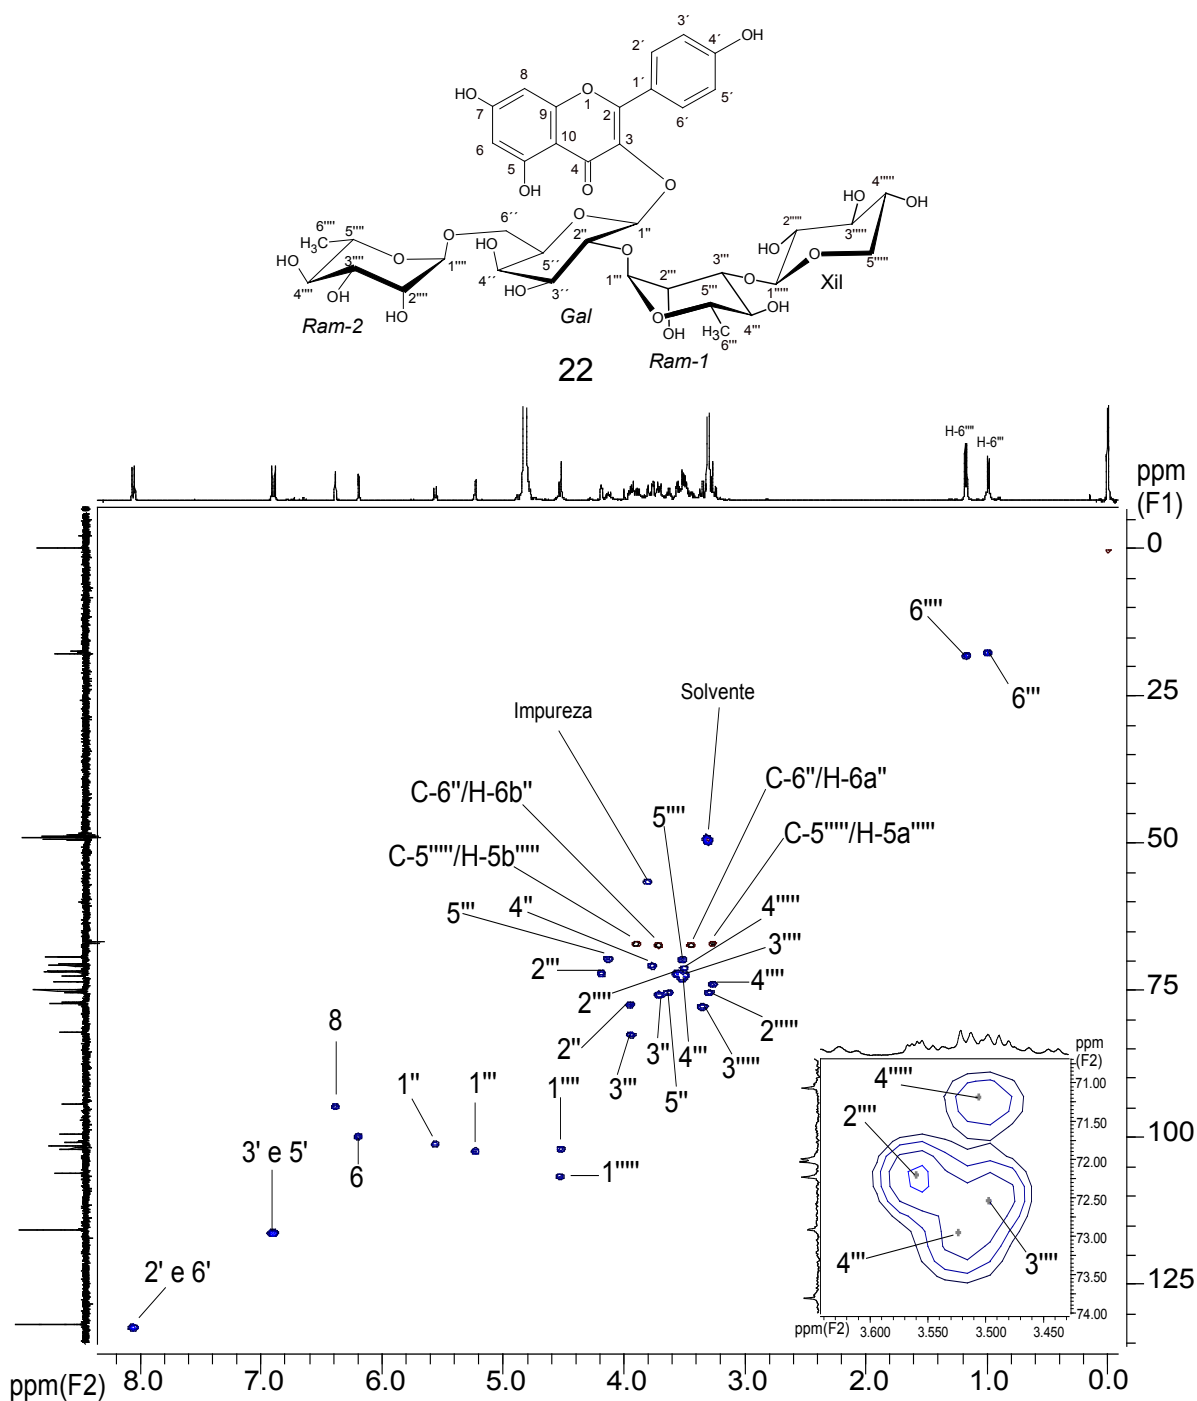 3´
2´
4´
OH
8
1´
5´
HO
O
1
7
9
2
6´
10
3
6
4
5
OH
O
O
4'''''
HO
OH
2'''''
3'''''
HO
O
5'''''
6''''
5''''
H₃C
O
O
6´´
O
1''
2''
O
HO
HO
3''''
1''''
5´´
4´´
4''''
OH
2''''
HO
HO
3´´
1'''
2'''
3'''
O
1'''''
Xil
5'''
O
OH
4'''
OH
H₃C
6'''
Ram-2
Gal
Ram-1
22
H-6''''
H-6'''
ppm
(F1)
0
6''''
6'''
25
Impureza
Solvente
C-6''/H-6b''
C-6''/H-6a''
5''''
C-5'''''/H-5b'''''
C-5'''''/H-5a'''''
50
4''
4'''''
5'''
3''''
2'''
2''''
4''''
75
2''
3''
4'''
2'''''
3'''
5''
3'''''
8
1''
1'''
1''''
6
1'''''
3' e 5'
100
2' e 6'
125
ppm
(F2)
4'''''
71.00
2''''
71.50
72.00
72.50
4'''
3''''
73.00
73.50
74.00
ppm(F2)
3.600
3.550
3.500
3.450
ppm(F2)
8.0
7.0
6.0
5.0
4.0
3.0
2.0
1.0
0.0